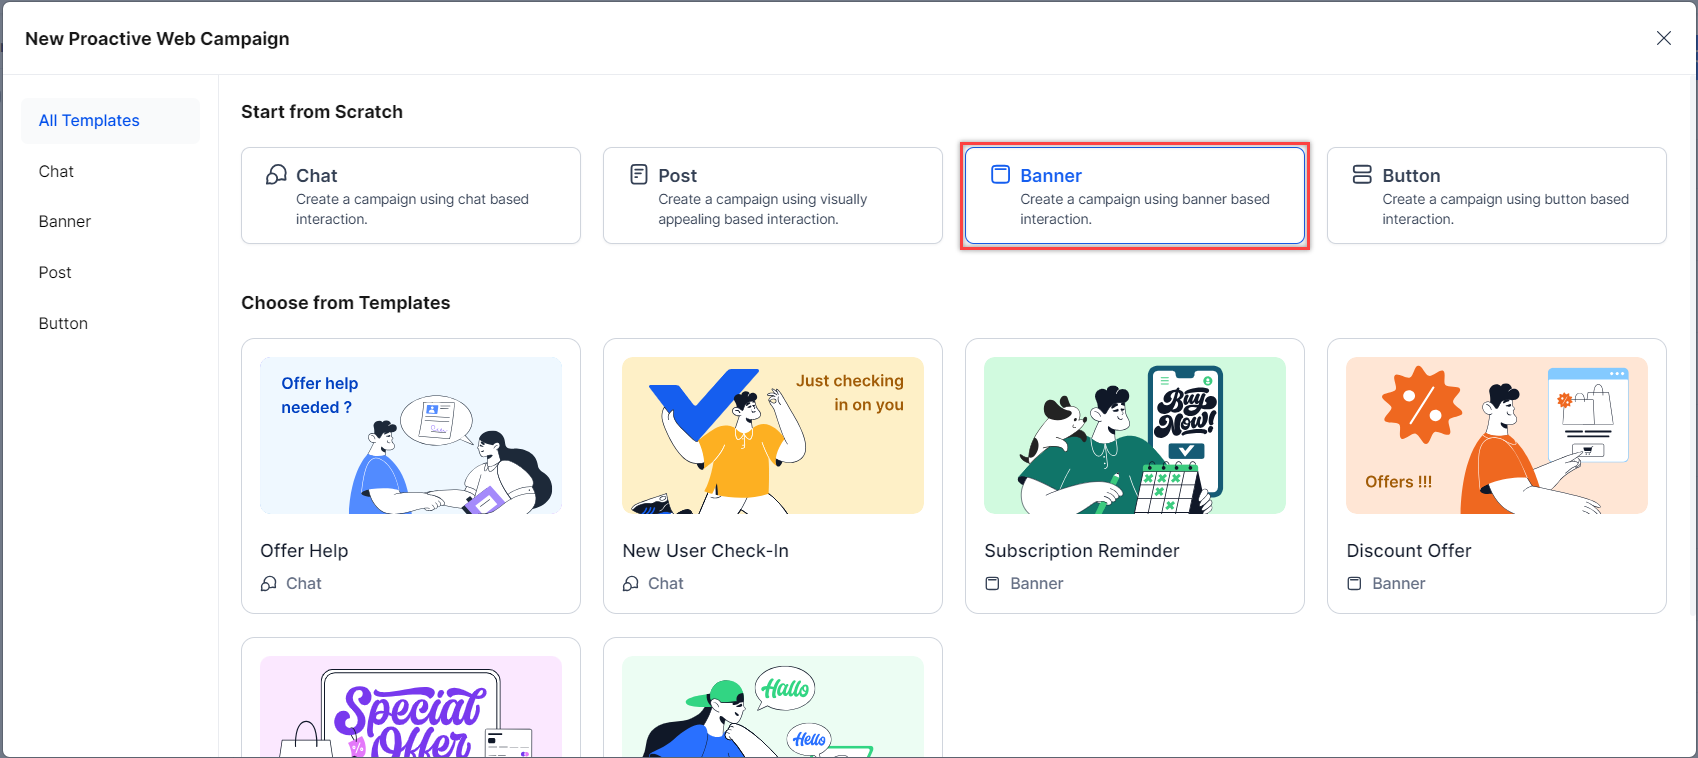 New Proactive Web Campaign
All Templates
Chat
Banner
Post
Button
Start from Scratch
Chat
Create a campaign using chat based
interaction.
Post
Create a campaign using visually
appealing based interaction.
Banner
Create a campaign using banner based
interaction.
Button
Create a campaign using button based
interaction.
Choose from Templates
Offer help
needed ?
Offer Help
Chat
Just checking
in on you
New User Check-In
Chat
Buy
Now!
Subscription Reminder
Banner
Offers !!!
Discount Offer
Banner
Special
Offer
Hallo
Hello